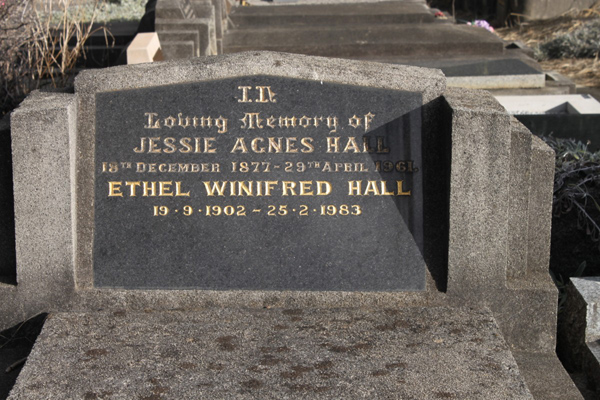 In
Loving Memory of
JESSIE AGNES HALL
18TH DECEMBER 1877-29TH APRIL 1961
ETHEL WINIFRED HALL
19·9·1902-25·2·1983